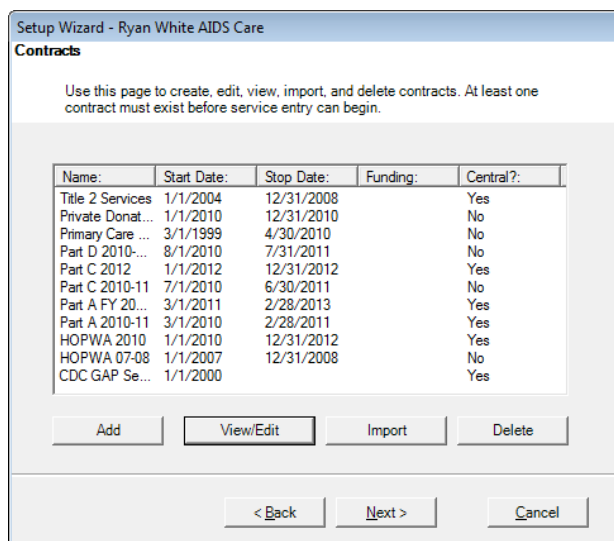 Setup Wizard - Ryan White AIDS Care
Contracts
Use this page to create, edit, view, import, and delete contracts. At least one
contract must exist before service entry can begin.
Name: Start Date: Stop Date: Funding: Central?:
Title 2 Services 1/1/2004 12/31/2008 Yes
Private Donat... 1/1/2010 12/31/2010 No
Primary Care ... 3/1/1999 4/30/2010 No
Part D 2010-... 8/1/2010 7/31/2011 No
Part C 2012 1/1/2012 12/31/2012 Yes
Part C 2010-11 7/1/2010 6/30/2011 No
Part A FY 20... 3/1/2011 2/28/2013 Yes
Part A 2010-11 3/1/2010 2/28/2011 Yes
HOPWA 2010 1/1/2010 12/31/2012 Yes
HOPWA 07-08 1/1/2007 12/31/2008 No
CDC GAP Se... 1/1/2000 Yes
Add View/Edit Import Delete
< Back Next > Cancel